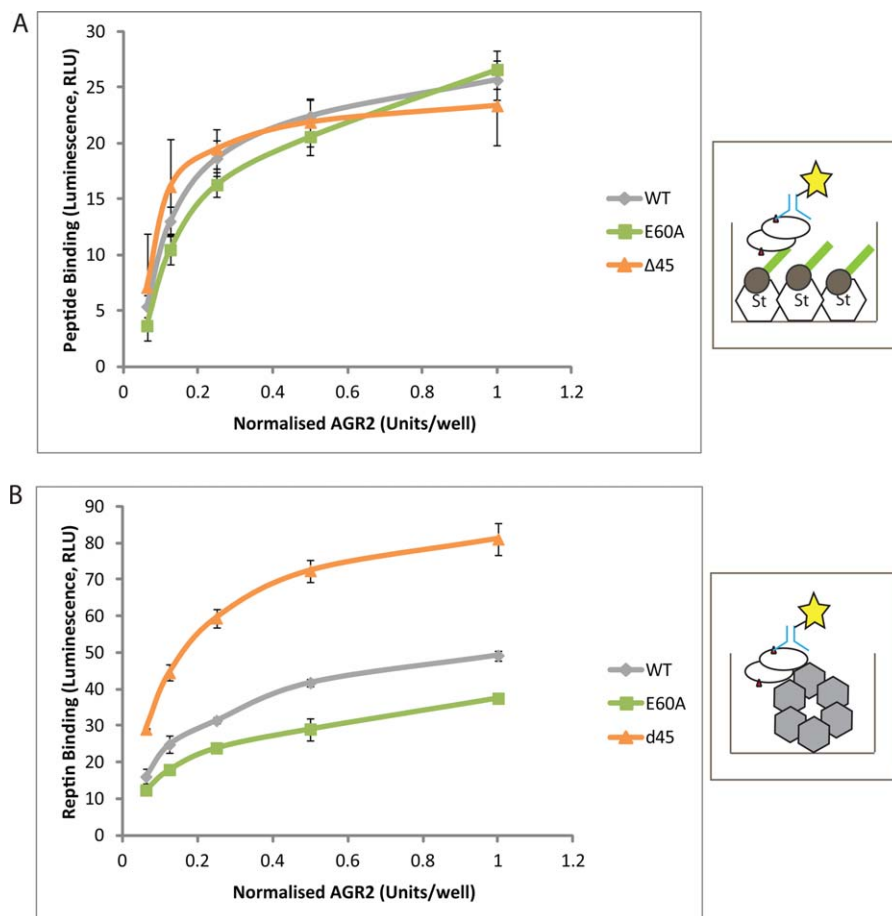 A
Peptide Binding (Luminescence, RLU)
30
25
20
15
10
5
0
0 0.2 0.4 0.6 0.8 1 1.2
Normalised AGR2 (Units/well)
WT
E60A
Δ45
St St St
B
Reptin Binding (Luminescence, RLU)
90
80
70
60
50
40
30
20
10
0
0 0.2 0.4 0.6 0.8 1 1.2
Normalised AGR2 (Units/well)
WT
E60A
d45